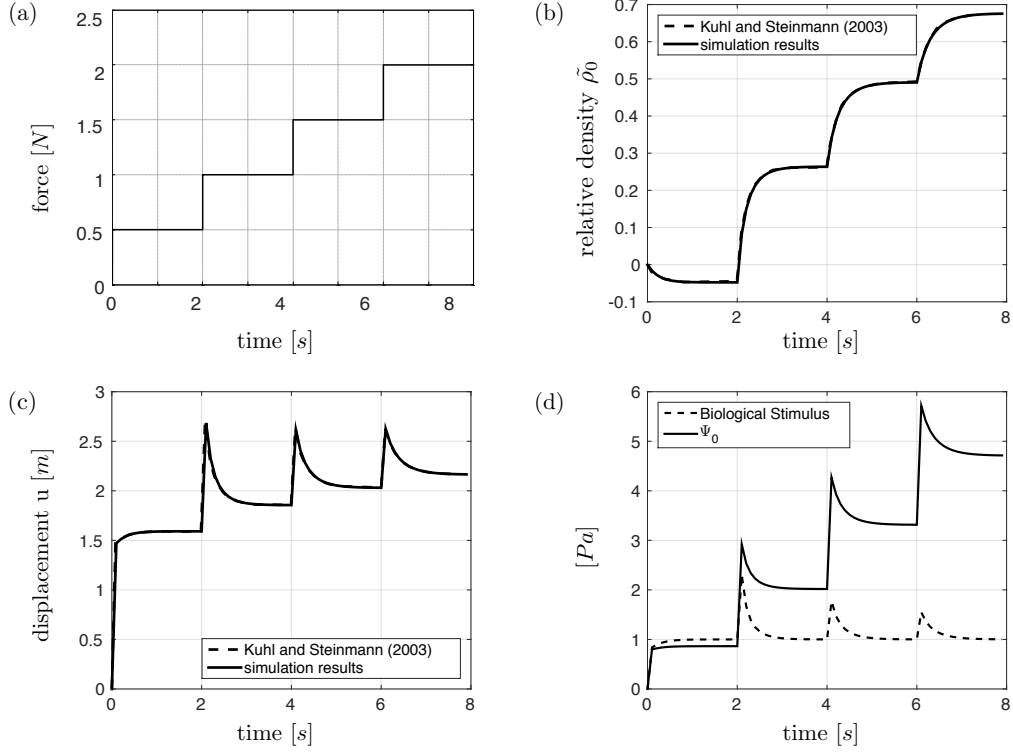 (a)
force [N]
2.5
2
1.5
1
0.5
0
0 2 4 6 8
time [s]
(b)
relative density ρ̃₀
0.7
0.6
0.5
0.4
0.3
0.2
0.1
0
-0.1
Kuhl and Steinmann (2003)
simulation results
0 2 4 6 8
time [s]
(c)
displacement u [m]
3
2.5
2
1.5
1
0.5
0
Kuhl and Steinmann (2003)
simulation results
0 2 4 6 8
time [s]
(d)
[Pa]
6
5
4
3
2
1
0
Biological Stimulus
Ψ₀
0 2 4 6 8
time [s]